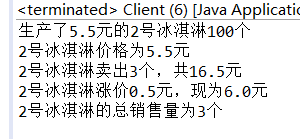 <terminated> Client (6) [Java Applicatio
生产了5.5元的2号冰淇淋100个
2号冰淇淋价格为5.5元
2号冰淇淋卖出3个，共16.5元
2号冰淇淋涨价0.5元，现为6.0元
2号冰淇淋的总销售量为3个